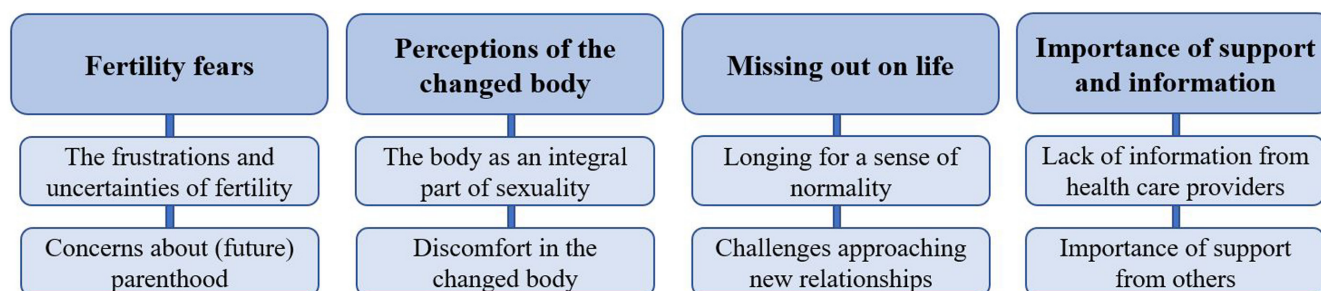 Fertility fears
The frustrations and
uncertainties of fertility
Concerns about (future)
parenthood
Perceptions of the
changed body
The body as an integral
part of sexuality
Discomfort in the
changed body
Missing out on life
Longing for a sense of
normality
Challenges approaching
new relationships
Importance of support
and information
Lack of information from
health care providers
Importance of support
from others